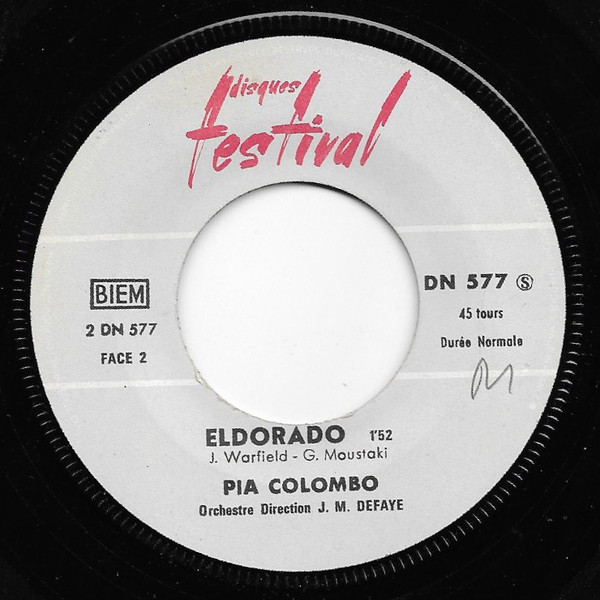 disques
festival
BIEM
2 DN 577
FACE 2
DN 577 Ⓢ
45 tours
Durée Normale
ELDORADO 1'52
J. Warfield - G. Moustaki
PIA COLOMBO
Orchestre Direction J. M. DEFAYE